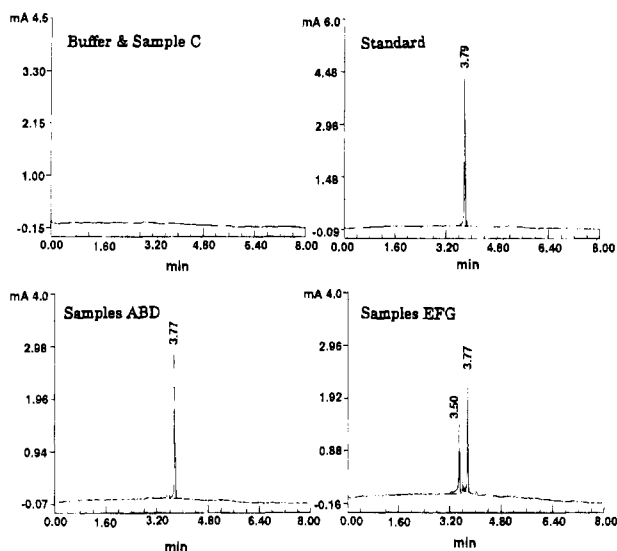 mA 4.5
Buffer & Sample C
3.30
2.15
1.00
-0.15
0.00 1.60 3.20 4.80 6.40 8.00
min
mA 6.0
Standard
3.79
4.48
2.96
1.48
-0.09
0.00 1.60 3.20 4.80 6.40 8.00
min
mA 4.0
Samples ABD
3.77
2.98
1.96
0.94
-0.07
0.00 1.60 3.20 4.80 6.40 8.00
min
mA 4.0
Samples EFG
3.77
3.50
2.96
1.92
0.88
-0.16
0.00 1.60 3.20 4.80 6.40 8.00
min